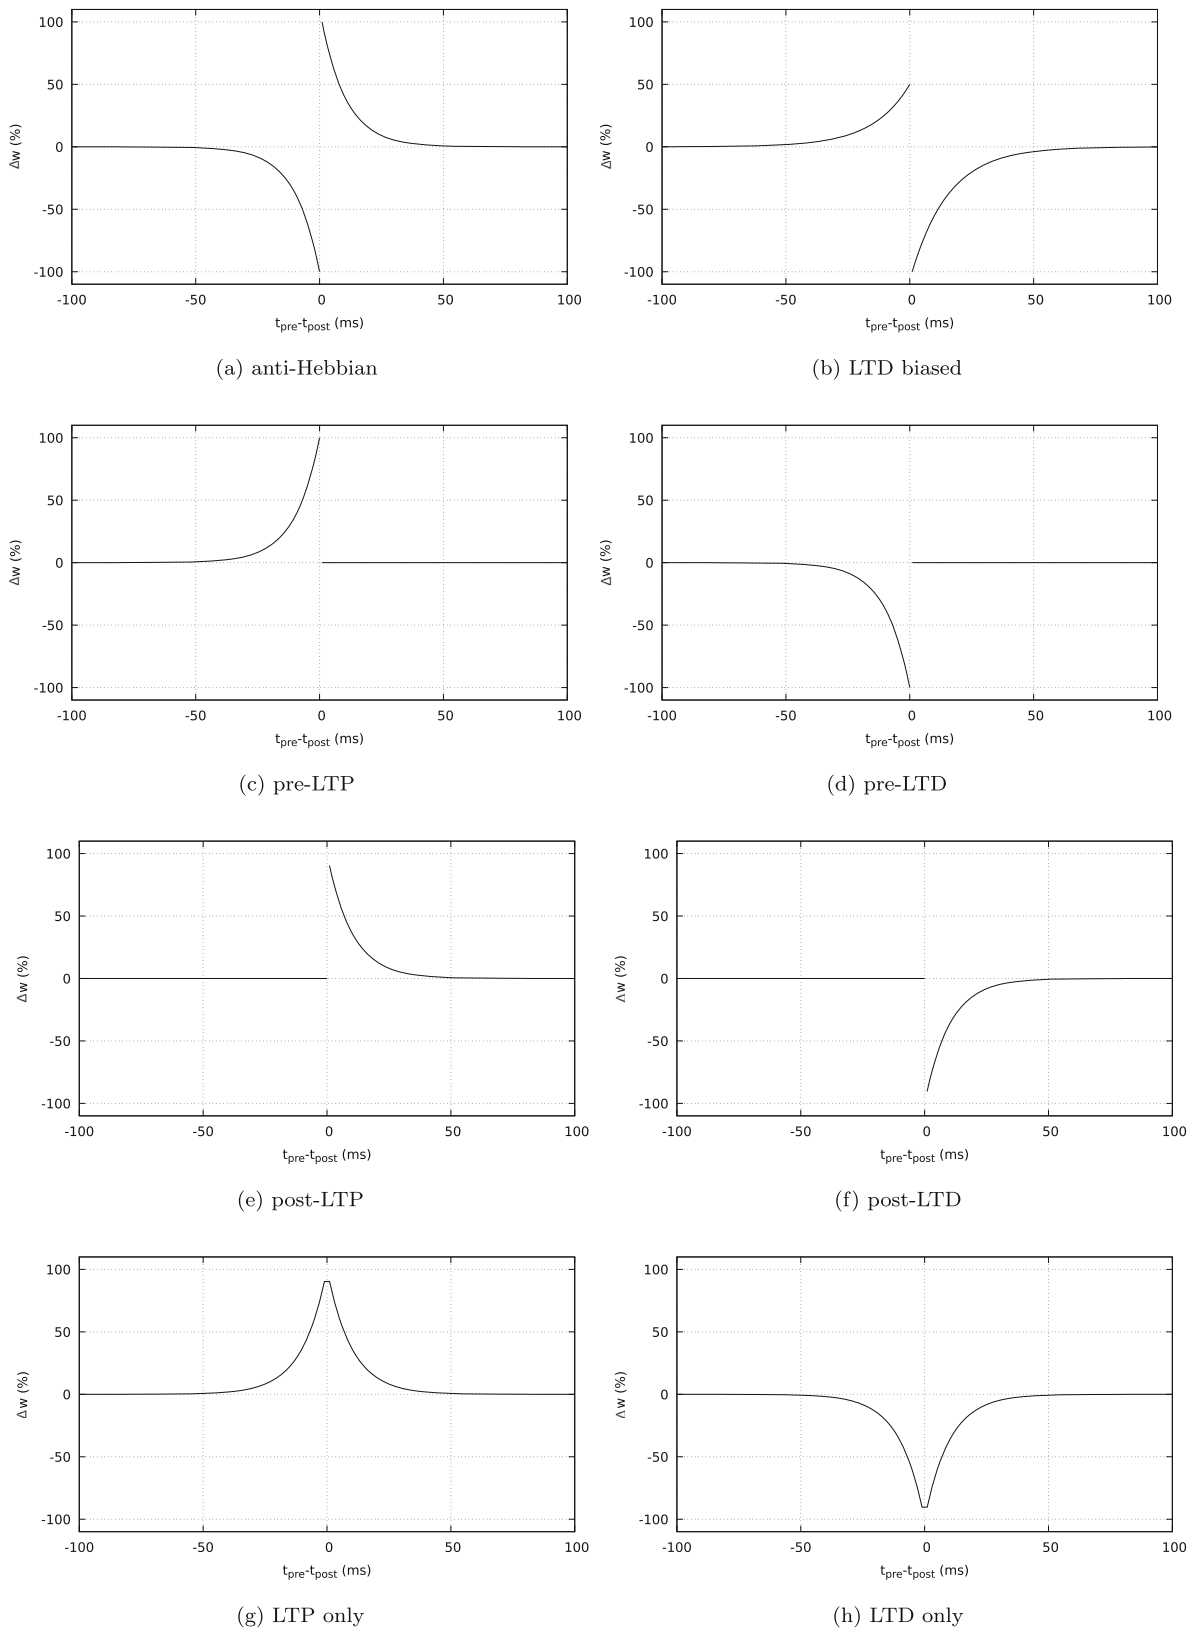 100
50
0
-50
-100
-100 -50 0 50 100
Δw (%)
tpre-tpost (ms)
(a) anti-Hebbian
100
50
0
-50
-100
-100 -50 0 50 100
Δw (%)
tpre-tpost (ms)
(b) LTD biased
100
50
0
-50
-100
-100 -50 0 50 100
Δw (%)
tpre-tpost (ms)
(c) pre-LTP
100
50
0
-50
-100
-100 -50 0 50 100
Δw (%)
tpre-tpost (ms)
(d) pre-LTD
100
50
0
-50
-100
-100 -50 0 50 100
Δw (%)
tpre-tpost (ms)
(e) post-LTP
100
50
0
-50
-100
-100 -50 0 50 100
Δw (%)
tpre-tpost (ms)
(f) post-LTD
100
50
0
-50
-100
-100 -50 0 50 100
Δw (%)
tpre-tpost (ms)
(g) LTP only
100
50
0
-50
-100
-100 -50 0 50 100
Δw (%)
tpre-tpost (ms)
(h) LTD only